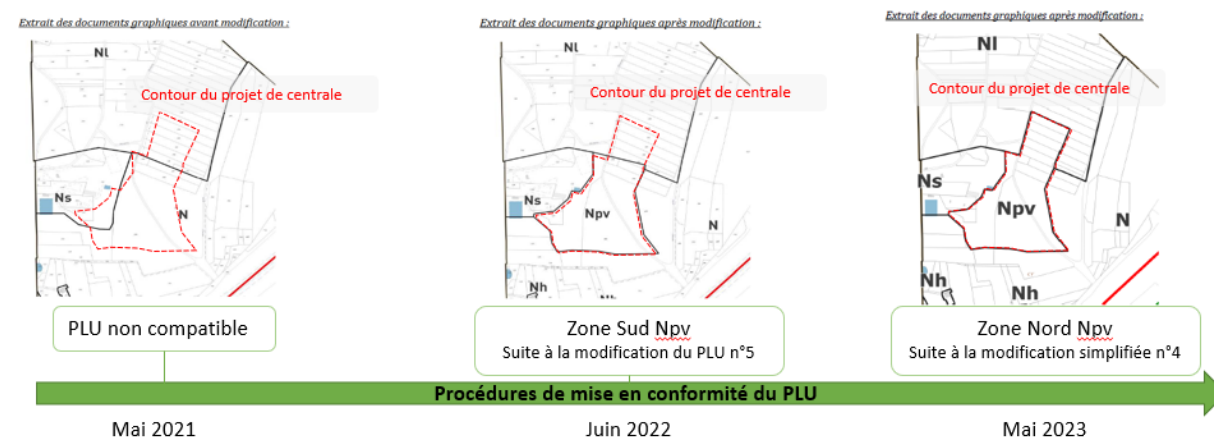 Extrait des documents graphiques avant modification :
Nl
Contour du projet de centrale
Ns
N
PLU non compatible
Mai 2021
Extrait des documents graphiques après modification :
Nl
Contour du projet de centrale
Ns
Npv
N
Nh
Zone Sud Npv
Suite à la modification du PLU n°5
Juin 2022
Extrait des documents graphiques après modification :
Nl
Contour du projet de centrale
Ns
Npv
N
Nh
Nh
Zone Nord Npv
Suite à la modification simplifiée n°4
Mai 2023
Procédures de mise en conformité du PLU